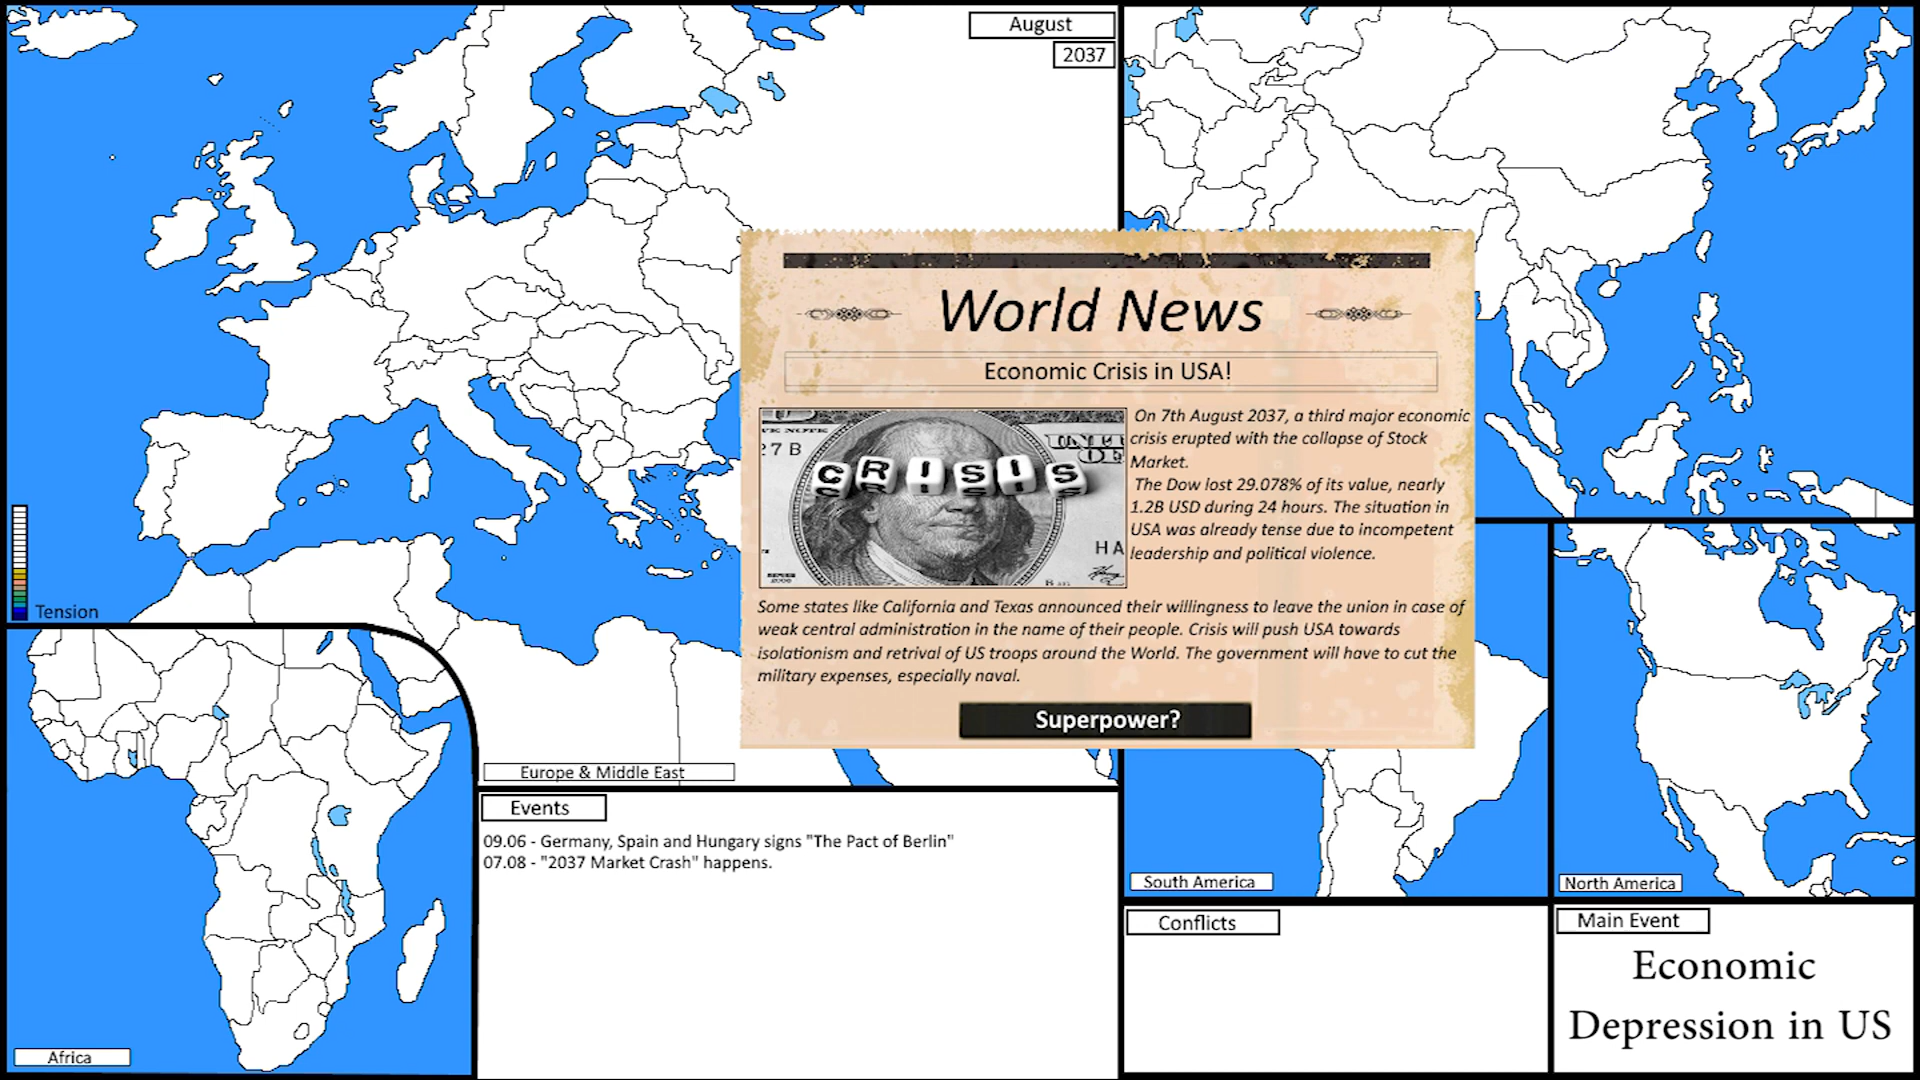 August
2037
World News
Economic Crisis in USA!
27B
CRISIS
HA
On 7th August 2037, a third major economic
crisis erupted with the collapse of Stock
Market.
The Dow lost 29.078% of its value, nearly
1.2B USD during 24 hours. The situation in
USA was already tense due to incompetent
leadership and political violence.
Some states like California and Texas announced their willingness to leave the union in case of
weak central administration in the name of their people. Crisis will push USA towards
isolationism and retrival of US troops around the World. The government will have to cut the
military expenses, especially naval.
Superpower?
Tension
Europe & Middle East
Events
09.06 - Germany, Spain and Hungary signs "The Pact of Berlin"
07.08 - "2037 Market Crash" happens.
Africa
South America
North America
Conflicts
Main Event
Economic
Depression in US